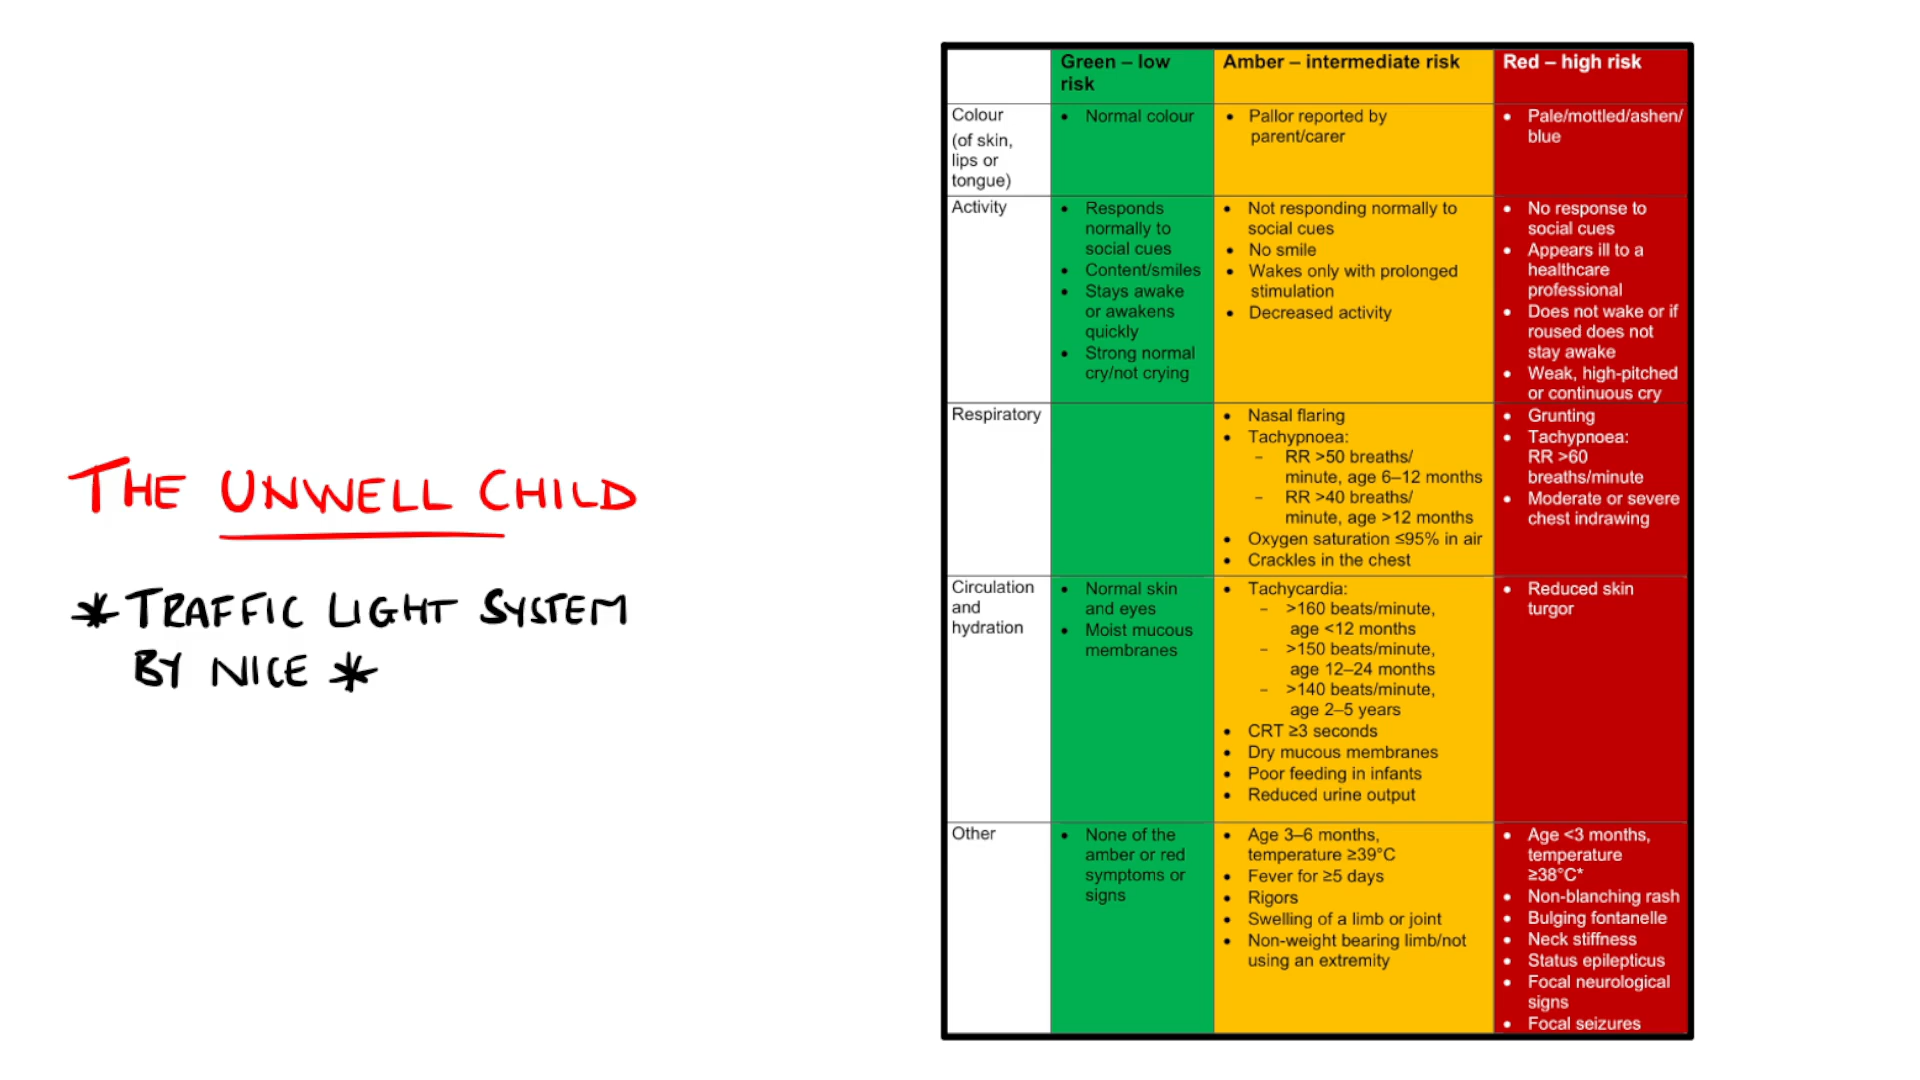 THE UNWELL CHILD
*TRAFFIC LIGHT SYSTEM
BY NICE *
Green – low
risk
Amber – intermediate risk
Red – high risk
Colour
(of skin,
lips or
tongue)
• Normal colour
• Pallor reported by
parent/carer
• Pale/mottled/ashen/
blue
Activity
• Responds
normally to
social cues
• Content/smiles
• Stays awake
or awakens
quickly
• Strong normal
cry/not crying
• Not responding normally to
social cues
• No smile
• Wakes only with prolonged
stimulation
• Decreased activity
• No response to
social cues
• Appears ill to a
healthcare
professional
• Does not wake or if
roused does not
stay awake
• Weak, high-pitched
or continuous cry
Respiratory
• Nasal flaring
• Tachypnoea:
– RR >50 breaths/
minute, age 6–12 months
– RR >40 breaths/
minute, age >12 months
• Oxygen saturation ≤95% in air
• Crackles in the chest
• Grunting
• Tachypnoea:
RR >60
breaths/minute
• Moderate or severe
chest indrawing
Circulation
and
hydration
• Normal skin
and eyes
• Moist mucous
membranes
• Tachycardia:
– >160 beats/minute,
age <12 months
– >150 beats/minute,
age 12–24 months
– >140 beats/minute,
age 2–5 years
• CRT ≥3 seconds
• Dry mucous membranes
• Poor feeding in infants
• Reduced urine output
• Reduced skin
turgor
Other
• None of the
amber or red
symptoms or
signs
• Age 3–6 months,
temperature ≥39°C
• Fever for ≥5 days
• Rigors
• Swelling of a limb or joint
• Non-weight bearing limb/not
using an extremity
• Age <3 months,
temperature
≥38°C*
• Non-blanching rash
• Bulging fontanelle
• Neck stiffness
• Status epilepticus
• Focal neurological
signs
• Focal seizures